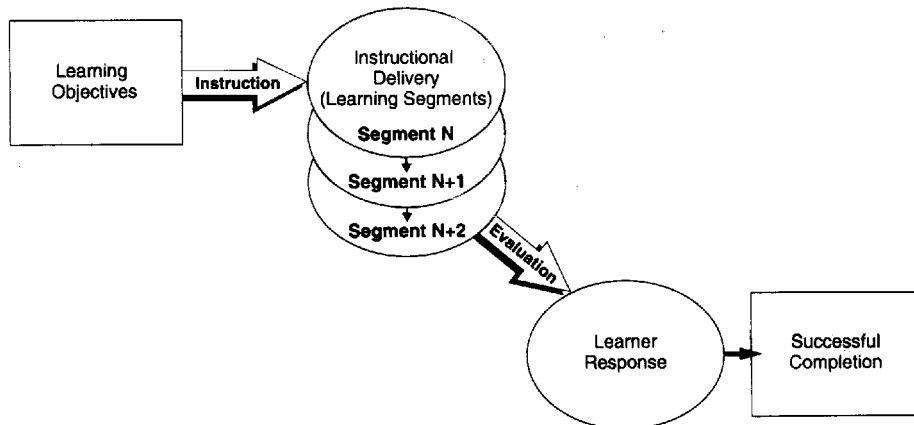 Learning
Objectives
Instruction
Instructional
Delivery
(Learning Segments)
Segment N
Segment N+1
Segment N+2
Evaluation
Learner
Response
Successful
Completion